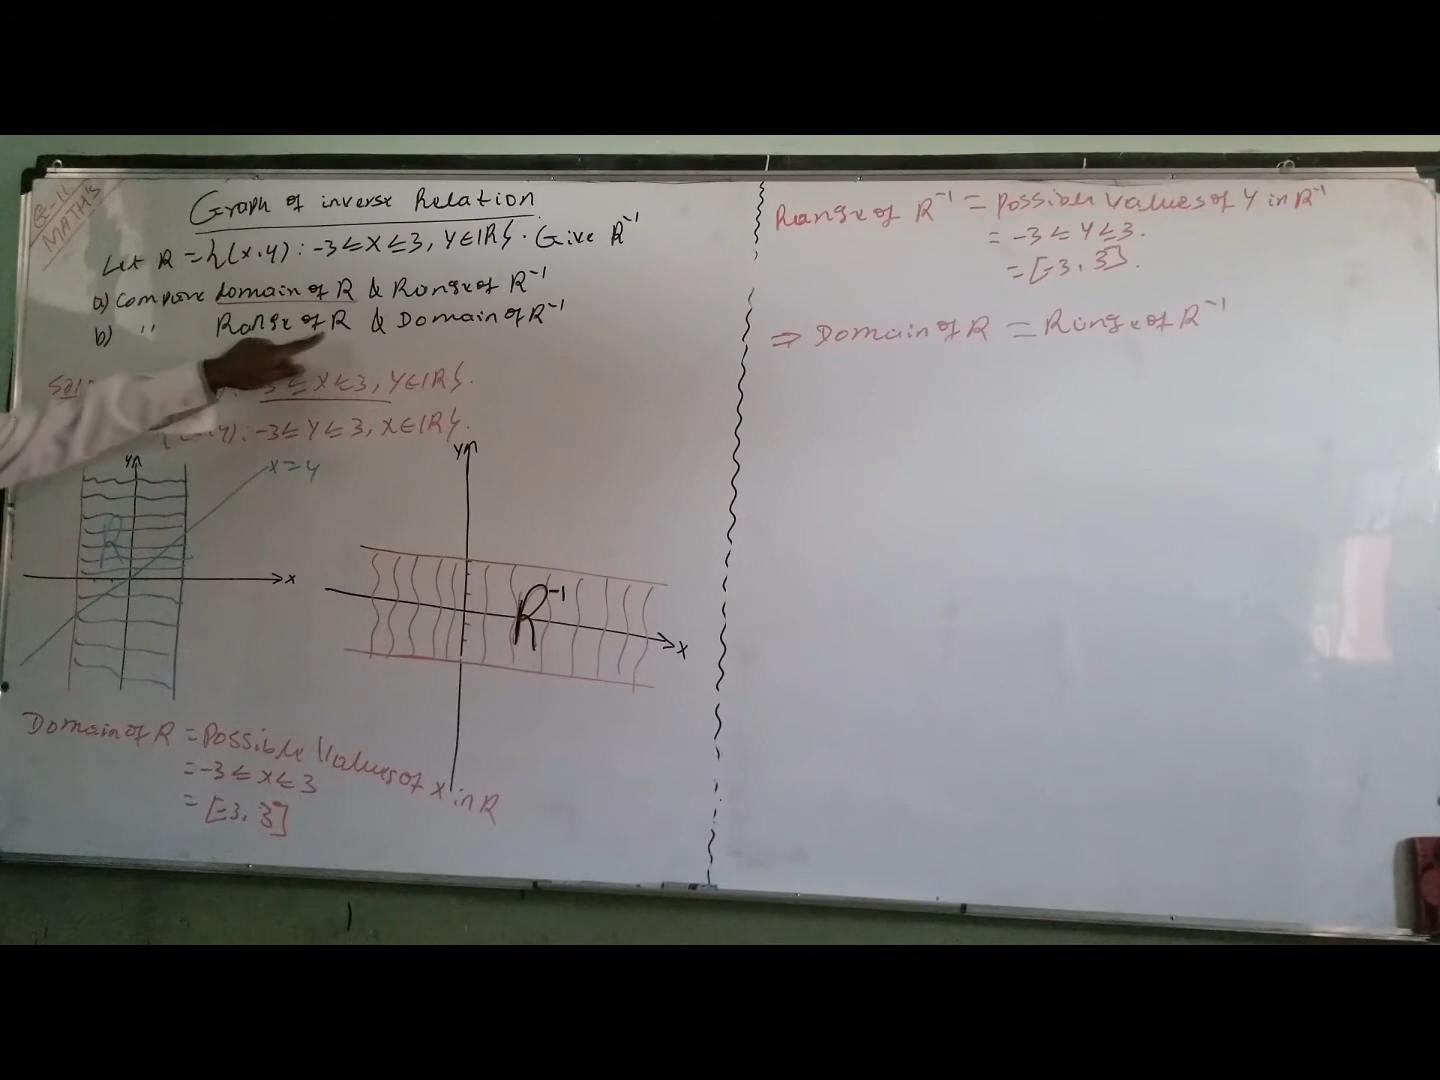 G-11
MATHS
Graph of inverse Relation
Let R = {(x,y): -3 ≤ x ≤ 3, y ∈ IR}. Give R⁻¹
a) Compare domain of R & Range of R⁻¹
b) " Range of R & Domain of R⁻¹
Soln
3 ≤ x ≤ 3, y ∈ IR}.
y): -3 ≤ y ≤ 3, x ∈ IR}.
y
x = y
R
x
y
R⁻¹
x
Domain of R = Possible Values of x in R
= -3 ≤ x ≤ 3
= [-3, 3]
Range of R⁻¹ = possible values of y in R⁻¹
= -3 ≤ y ≤ 3.
= [-3, 3].
⇒ Domain of R = Range of R⁻¹